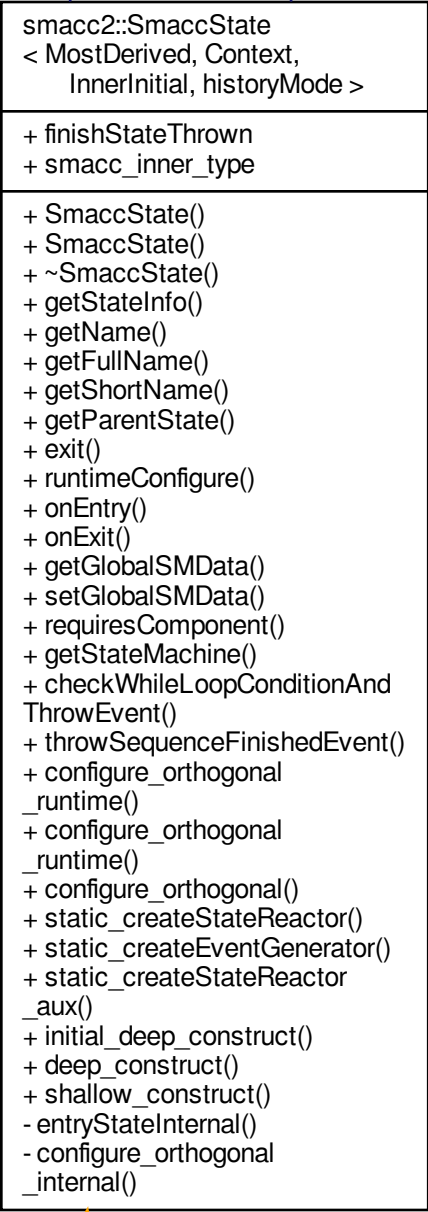 smacc2::SmaccState
< MostDerived, Context,
InnerInitial, historyMode >
+ finishStateThrown
+ smacc_inner_type
+ SmaccState()
+ SmaccState()
+ ~SmaccState()
+ getStateInfo()
+ getName()
+ getFullName()
+ getShortName()
+ getParentState()
+ exit()
+ runtimeConfigure()
+ onEntry()
+ onExit()
+ getGlobalSMData()
+ setGlobalSMData()
+ requiresComponent()
+ getStateMachine()
+ checkWhileLoopConditionAnd
ThrowEvent()
+ throwSequenceFinishedEvent()
+ configure_orthogonal
_runtime()
+ configure_orthogonal
_runtime()
+ configure_orthogonal()
+ static_createStateReactor()
+ static_createEventGenerator()
+ static_createStateReactor
_aux()
+ initial_deep_construct()
+ deep_construct()
+ shallow_construct()
- entryStateInternal()
- configure_orthogonal
_internal()